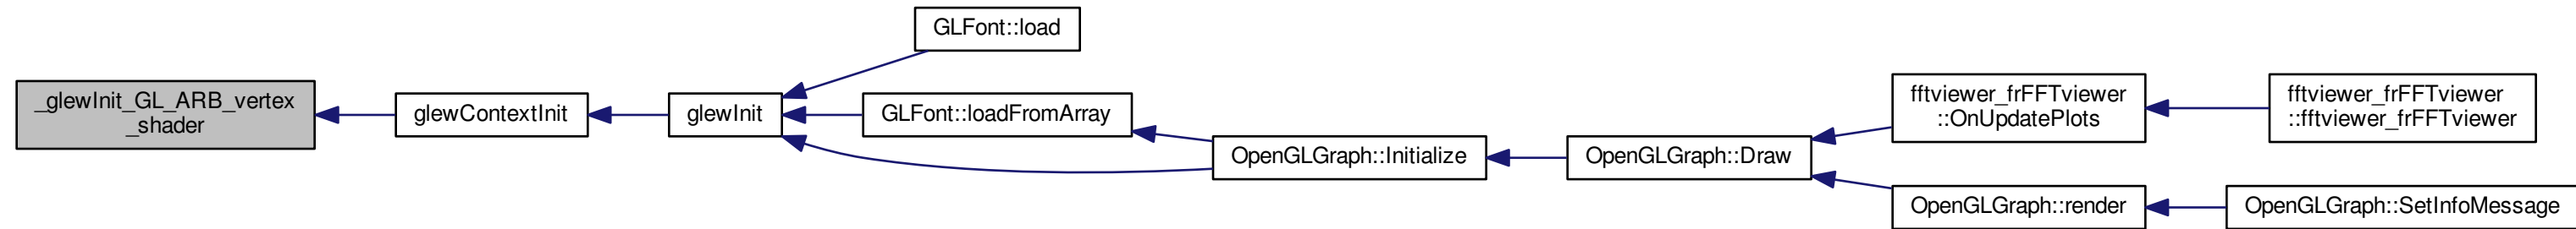 _glewInit_GL_ARB_vertex
_shader
glewContextInit
glewInit
GLFont::load
GLFont::loadFromArray
OpenGLGraph::Initialize
OpenGLGraph::Draw
fftviewer_frFFTviewer
::OnUpdatePlots
fftviewer_frFFTviewer
::fftviewer_frFFTviewer
OpenGLGraph::render
OpenGLGraph::SetInfoMessage